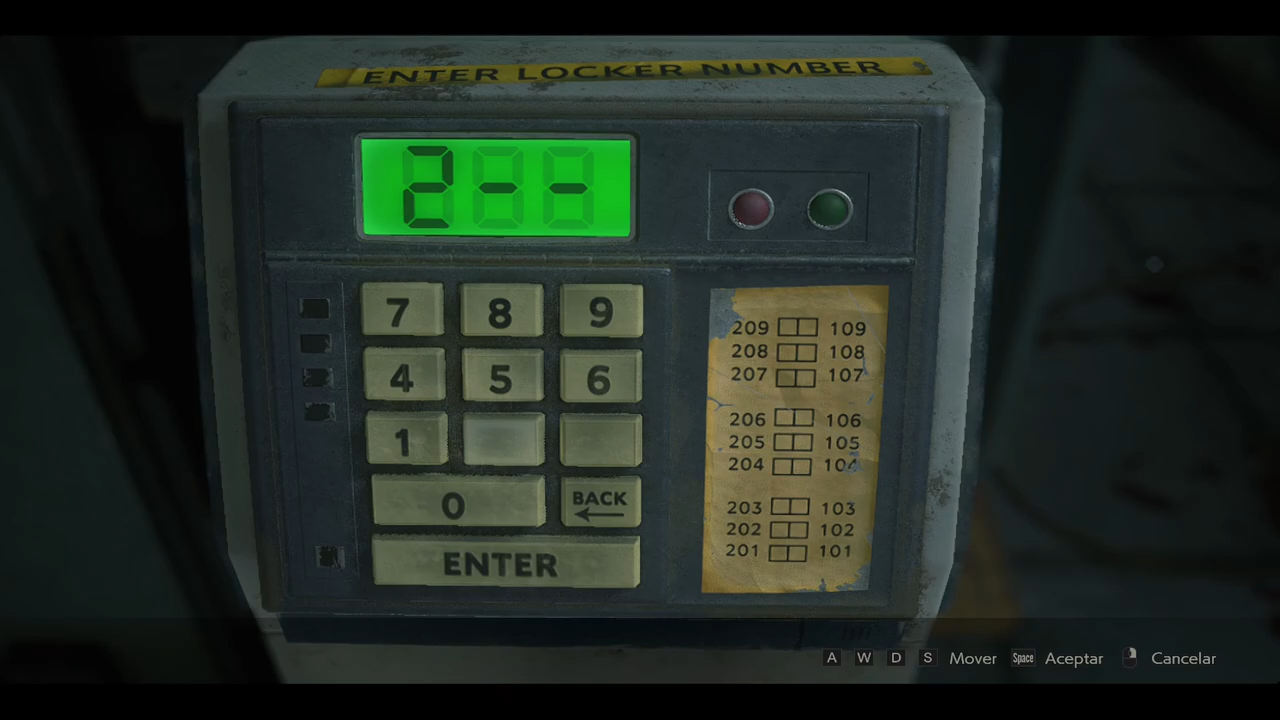 ENTER LOCKER NUMBER
2--
7 8 9
4 5 6
1
0 BACK
ENTER
209 109
208 108
207 107
206 106
205 105
204 104
203 103
202 102
201 101
A W D S Mover Space Aceptar Cancelar